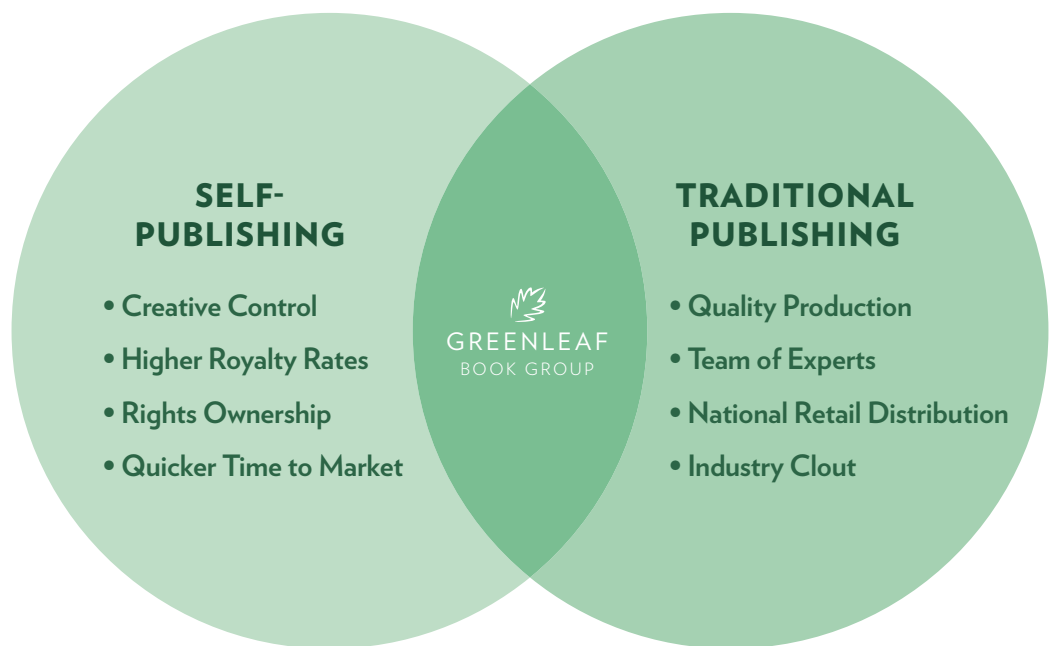 SELF-
PUBLISHING
• Creative Control
• Higher Royalty Rates
• Rights Ownership
• Quicker Time to Market
GREENLEAF
BOOK GROUP
TRADITIONAL
PUBLISHING
• Quality Production
• Team of Experts
• National Retail Distribution
• Industry Clout